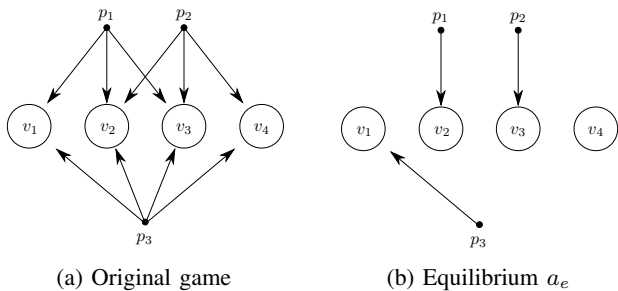 p₁ p₂
v₁ v₂ v₃ v₄
p₃
(a) Original game
p₁ p₂
v₁ v₂ v₃ v₄
p₃
(b) Equilibrium aₑ